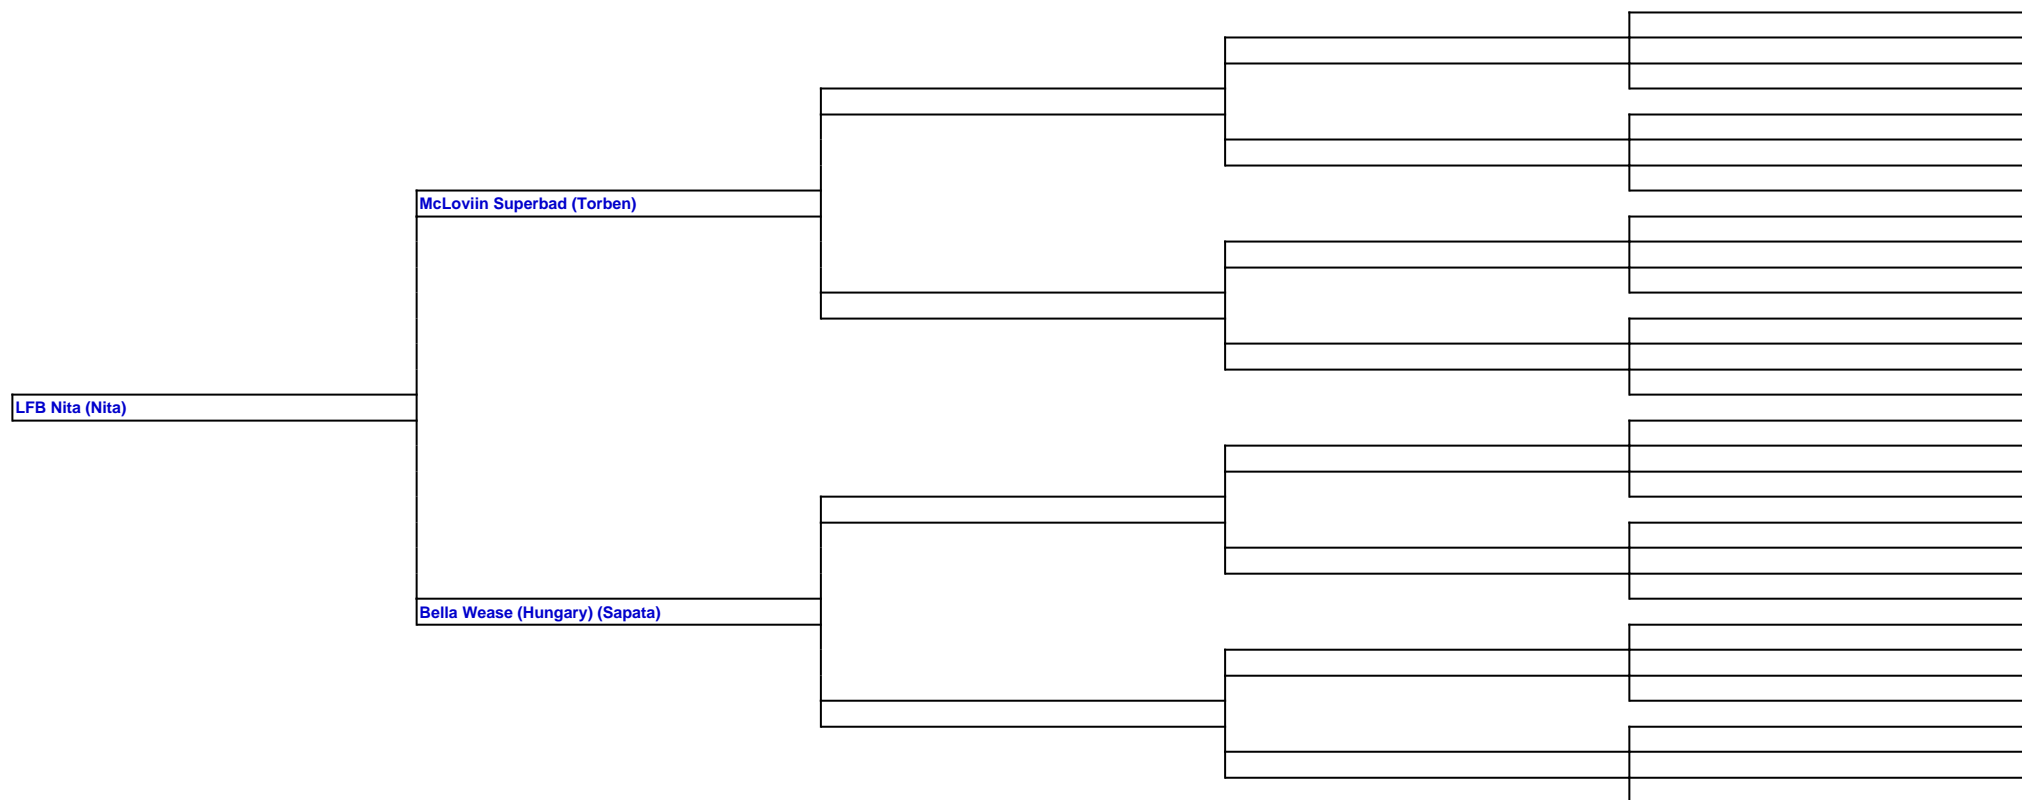 McLoviin Superbad (Torben)
LFB Nita (Nita)
Bella Wease (Hungary) (Sapata)